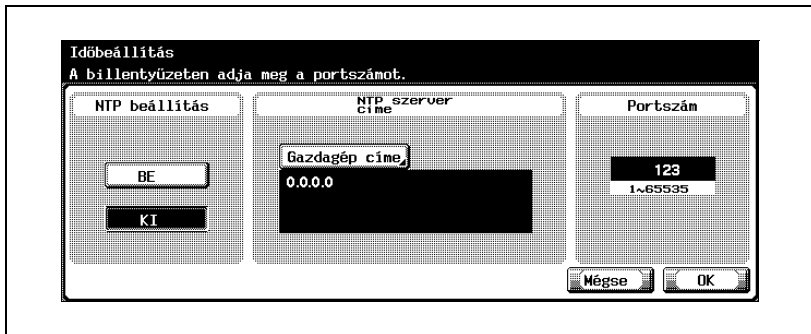 Időbeállítás
A billentyűzeten adja meg a portszámot.
NTP beállítás
NTP szerver
címe
Portszám
BE
KI
Gazdagép címe
0.0.0.0
123
1~65535
Mégse
OK